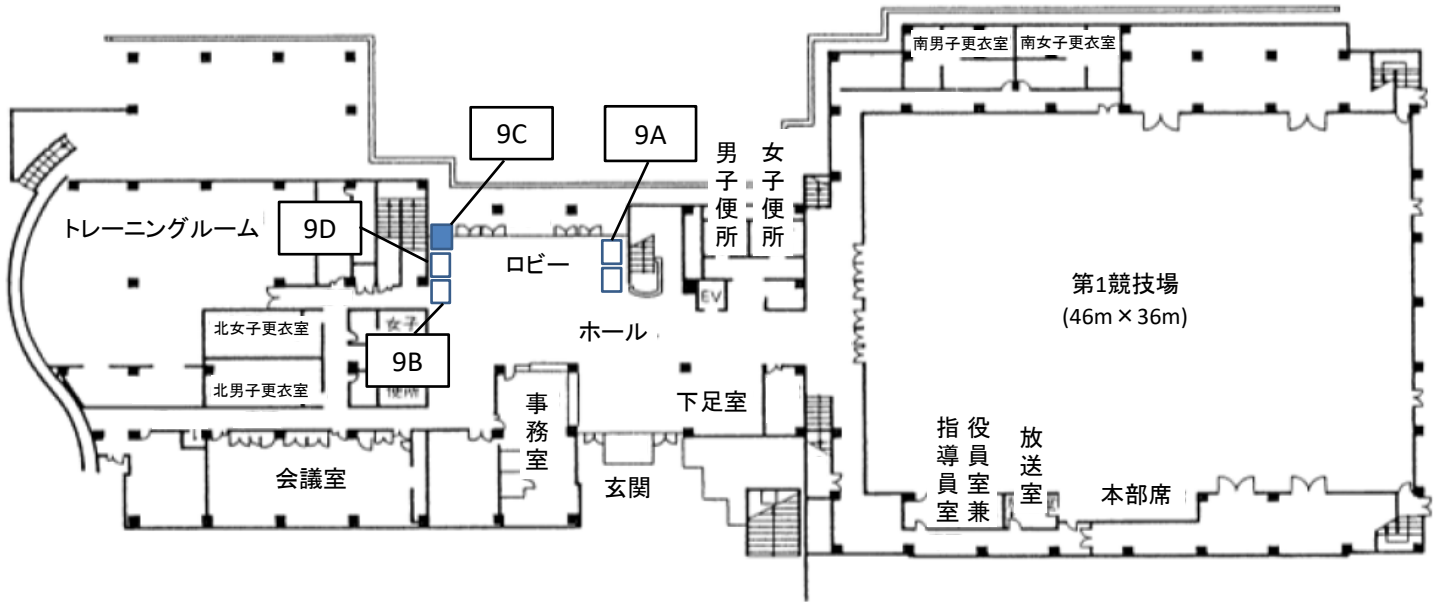 南男子更衣室
南女子更衣室
9C
9A
男子便所
女子便所
トレーニングルーム
9D
ロビー
EV
第1競技場
(46m×36m)
北女子更衣室
女子
便所
ホール
9B
北男子更衣室
下足室
事務室
会議室
玄関
役員室兼
指導員室
放送室
本部席